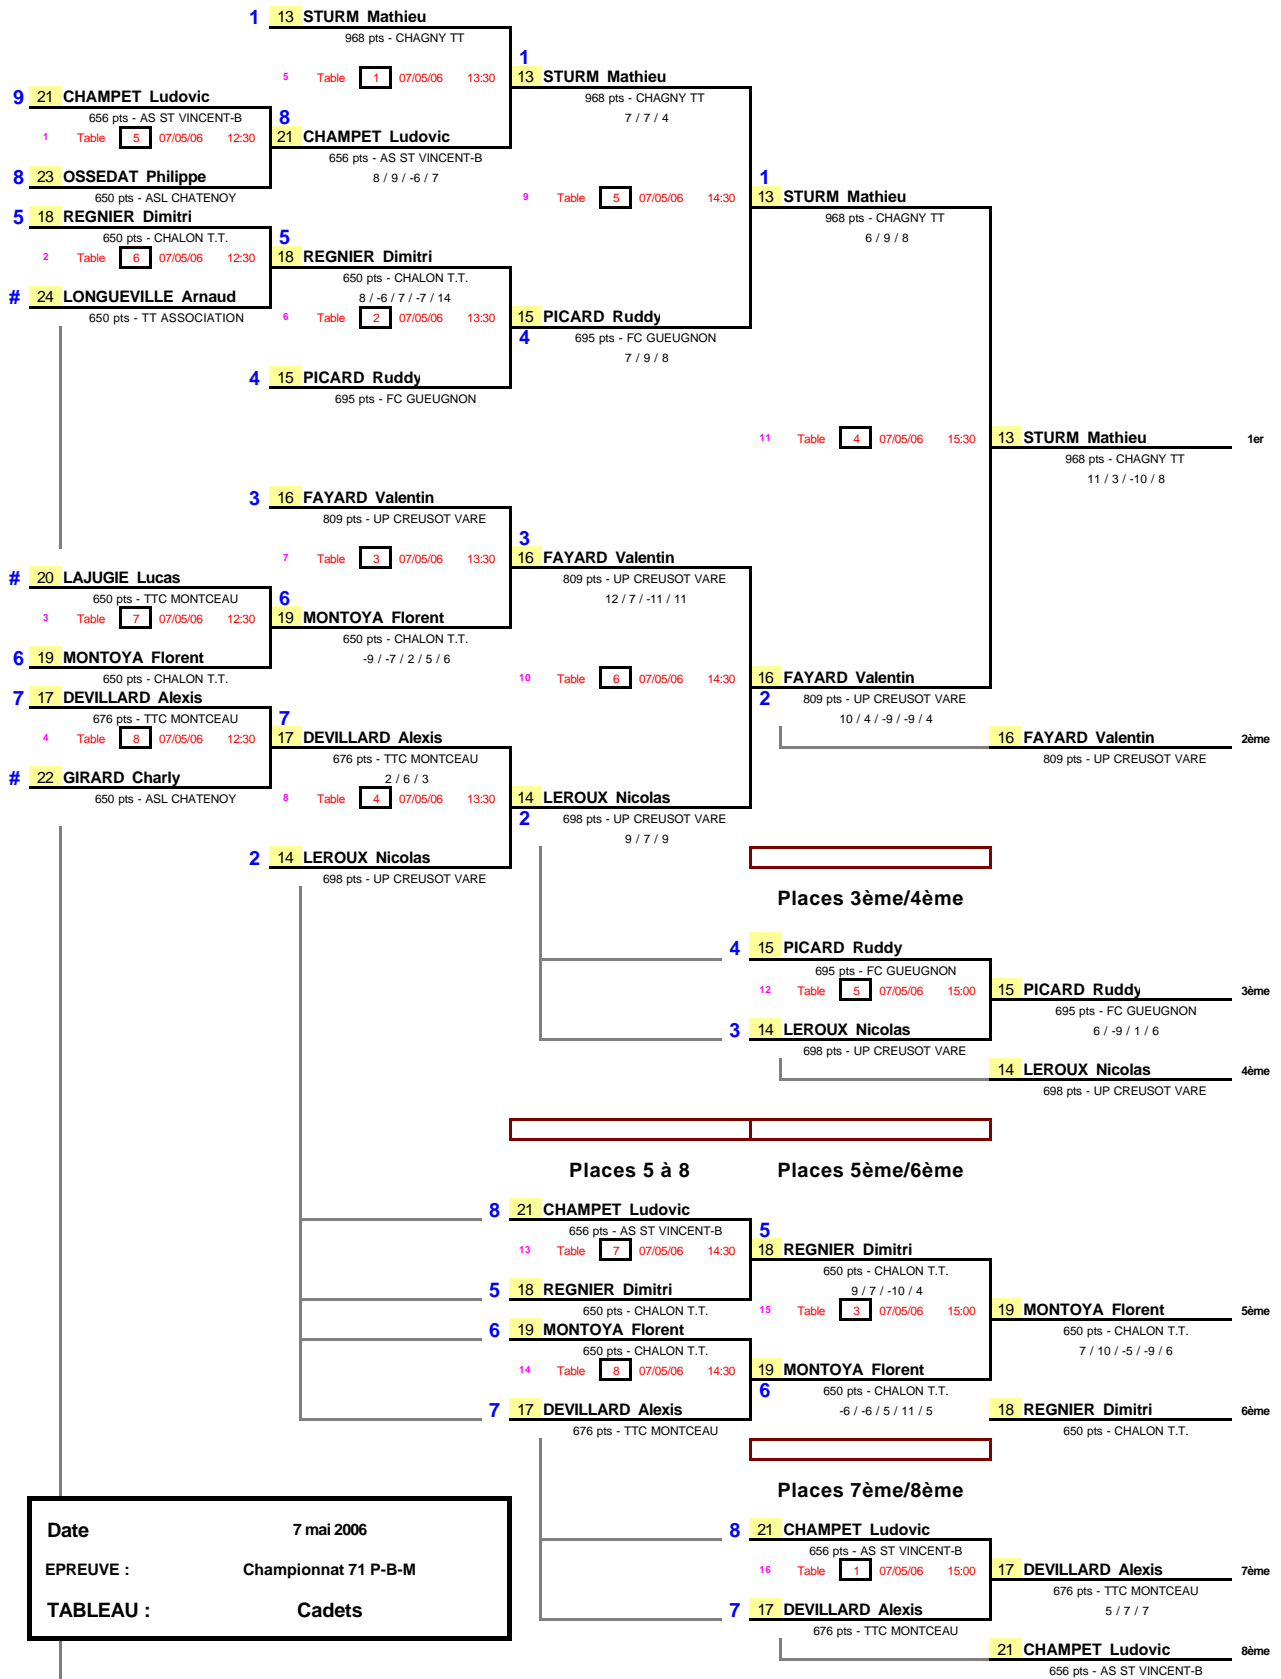 1 13 STURM Mathieu
968 pts - CHAGNY TT
5 Table 1 07/05/06 13:30
1
13 STURM Mathieu
968 pts - CHAGNY TT
7 / 7 / 4
9 21 CHAMPET Ludovic
656 pts - AS ST VINCENT-B
1 Table 5 07/05/06 12:30
8
21 CHAMPET Ludovic
656 pts - AS ST VINCENT-B
8 / 9 / -6 / 7
8 23 OSSEDAT Philippe
650 pts - ASL CHATENOY
9 Table 5 07/05/06 14:30
1
13 STURM Mathieu
968 pts - CHAGNY TT
6 / 9 / 8
5 18 REGNIER Dimitri
650 pts - CHALON T.T.
2 Table 6 07/05/06 12:30
5
18 REGNIER Dimitri
650 pts - CHALON T.T.
8 / -6 / 7 / -7 / 14
# 24 LONGUEVILLE Arnaud
650 pts - TT ASSOCIATION
6 Table 2 07/05/06 13:30
15 PICARD Ruddy
4
695 pts - FC GUEUGNON
7 / 9 / 8
4 15 PICARD Ruddy
695 pts - FC GUEUGNON
11 Table 4 07/05/06 15:30
13 STURM Mathieu 1er
968 pts - CHAGNY TT
11 / 3 / -10 / 8
3 16 FAYARD Valentin
809 pts - UP CREUSOT VARE
7 Table 3 07/05/06 13:30
3
16 FAYARD Valentin
809 pts - UP CREUSOT VARE
12 / 7 / -11 / 11
# 20 LAJUGIE Lucas
650 pts - TTC MONTCEAU
3 Table 7 07/05/06 12:30
6
19 MONTOYA Florent
650 pts - CHALON T.T.
-9 / -7 / 2 / 5 / 6
6 19 MONTOYA Florent
650 pts - CHALON T.T.
10 Table 6 07/05/06 14:30
16 FAYARD Valentin
2
809 pts - UP CREUSOT VARE
10 / 4 / -9 / -9 / 4
7 17 DEVILLARD Alexis
676 pts - TTC MONTCEAU
4 Table 8 07/05/06 12:30
7
17 DEVILLARD Alexis
676 pts - TTC MONTCEAU
2 / 6 / 3
16 FAYARD Valentin 2ème
809 pts - UP CREUSOT VARE
# 22 GIRARD Charly
650 pts - ASL CHATENOY
8 Table 4 07/05/06 13:30
14 LEROUX Nicolas
2
698 pts - UP CREUSOT VARE
9 / 7 / 9
2 14 LEROUX Nicolas
698 pts - UP CREUSOT VARE
Places 3ème/4ème
4 15 PICARD Ruddy
695 pts - FC GUEUGNON
12 Table 5 07/05/06 15:00
15 PICARD Ruddy 3ème
695 pts - FC GUEUGNON
6 / -9 / 1 / 6
3 14 LEROUX Nicolas
698 pts - UP CREUSOT VARE
14 LEROUX Nicolas 4ème
698 pts - UP CREUSOT VARE
Places 5 à 8 Places 5ème/6ème
8 21 CHAMPET Ludovic
656 pts - AS ST VINCENT-B
13 Table 7 07/05/06 14:30
5
18 REGNIER Dimitri
650 pts - CHALON T.T.
9 / 7 / -10 / 4
5 18 REGNIER Dimitri
650 pts - CHALON T.T.
15 Table 3 07/05/06 15:00
19 MONTOYA Florent 5ème
650 pts - CHALON T.T.
7 / 10 / -5 / -9 / 6
6 19 MONTOYA Florent
650 pts - CHALON T.T.
14 Table 8 07/05/06 14:30
19 MONTOYA Florent
6
650 pts - CHALON T.T.
-6 / -6 / 5 / 11 / 5
7 17 DEVILLARD Alexis
676 pts - TTC MONTCEAU
18 REGNIER Dimitri 6ème
650 pts - CHALON T.T.
Places 7ème/8ème
8 21 CHAMPET Ludovic
656 pts - AS ST VINCENT-B
16 Table 1 07/05/06 15:00
17 DEVILLARD Alexis 7ème
676 pts - TTC MONTCEAU
5 / 7 / 7
7 17 DEVILLARD Alexis
676 pts - TTC MONTCEAU
21 CHAMPET Ludovic 8ème
656 pts - AS ST VINCENT-B
Date 7 mai 2006
EPREUVE : Championnat 71 P-B-M
TABLEAU : Cadets